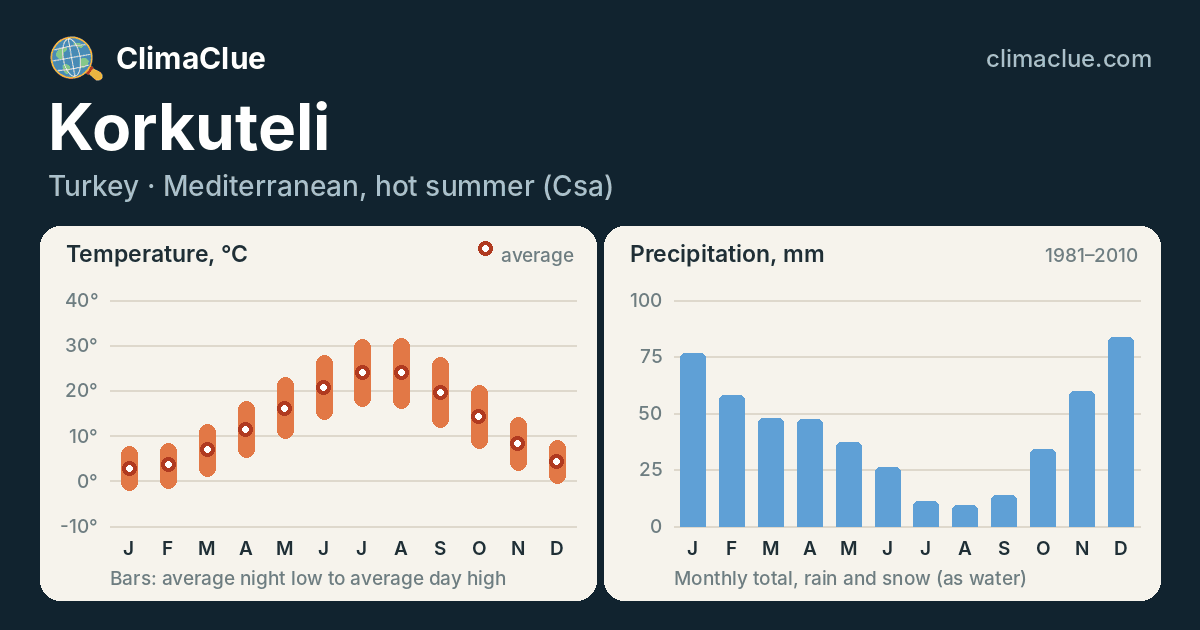 ClimaClue
climaclue.com
Korkuteli
Turkey · Mediterranean, hot summer (Csa)
Temperature, °C
average
40°
30°
20°
10°
0°
-10°
J F M A M J J A S O N D
Bars: average night low to average day high
Precipitation, mm
1981–2010
100
75
50
25
0
J F M A M J J A S O N D
Monthly total, rain and snow (as water)